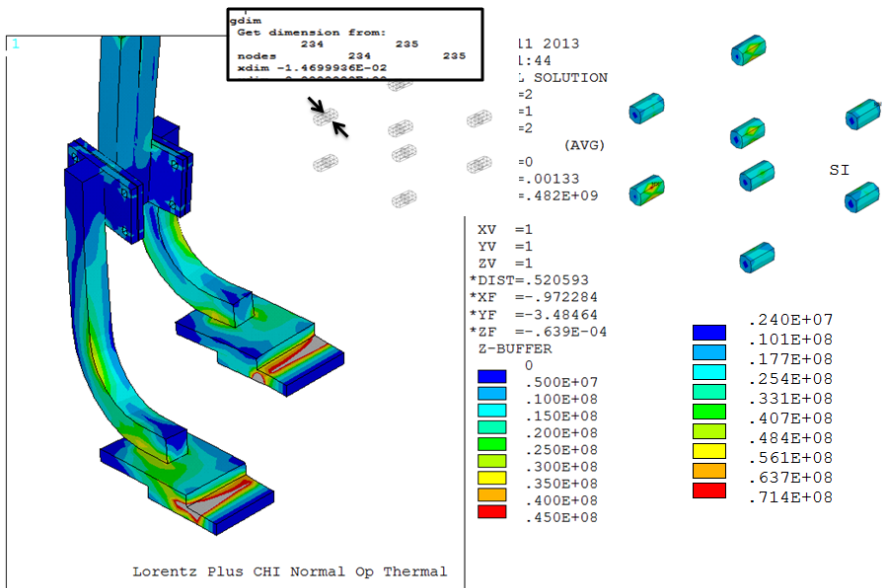 1
gdim
Get dimension from:
234 235
nodes 234 235
xdim -1.4699936E-02
11 2013
1:44
L SOLUTION
=2
=1
=2
(AVG)
=0
=.00133
=.482E+09
XV =1
YV =1
ZV =1
*DIST=.520593
*XF =-.972284
*YF =-3.48464
*ZF =-.639E-04
Z-BUFFER
0
.500E+07
.100E+08
.150E+08
.200E+08
.250E+08
.300E+08
.350E+08
.400E+08
.450E+08
SI
.240E+07
.101E+08
.177E+08
.254E+08
.331E+08
.407E+08
.484E+08
.561E+08
.637E+08
.714E+08
Lorentz Plus CHI Normal Op Thermal